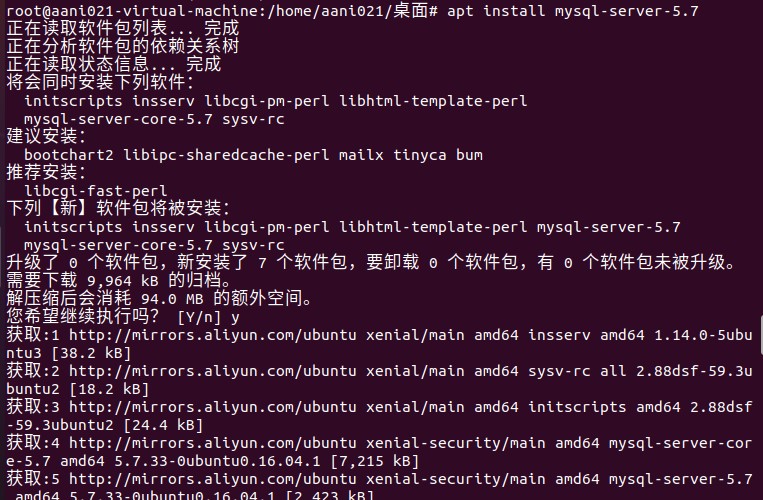 root@aani021-virtual-machine:/home/aani021/桌面# apt install mysql-server-5.7
正在读取软件包列表... 完成
正在分析软件包的依赖关系树
正在读取状态信息... 完成
将会同时安装下列软件：
initscripts insserv libcgi-pm-perl libhtml-template-perl
mysql-server-core-5.7 sysv-rc
建议安装：
bootchart2 libipc-sharedcache-perl mailx tinyca bum
推荐安装：
libcgi-fast-perl
下列【新】软件包将被安装：
initscripts insserv libcgi-pm-perl libhtml-template-perl mysql-server-5.7
mysql-server-core-5.7 sysv-rc
升级了 0 个软件包，新安装了 7 个软件包，要卸载 0 个软件包，有 0 个软件包未被升级。
需要下载 9,964 kB 的归档。
解压缩后会消耗 94.0 MB 的额外空间。
您希望继续执行吗？ [Y/n] y
获取:1 http://mirrors.aliyun.com/ubuntu xenial/main amd64 insserv amd64 1.14.0-5ubu
ntu3 [38.2 kB]
获取:2 http://mirrors.aliyun.com/ubuntu xenial/main amd64 sysv-rc all 2.88dsf-59.3u
buntu2 [18.2 kB]
获取:3 http://mirrors.aliyun.com/ubuntu xenial/main amd64 initscripts amd64 2.88dsf
-59.3ubuntu2 [24.4 kB]
获取:4 http://mirrors.aliyun.com/ubuntu xenial-security/main amd64 mysql-server-cor
e-5.7 amd64 5.7.33-0ubuntu0.16.04.1 [7,215 kB]
获取:5 http://mirrors.aliyun.com/ubuntu xenial-security/main amd64 mysql-server-5.7
amd64 5.7.33-0ubuntu0.16.04.1 [2,423 kB]